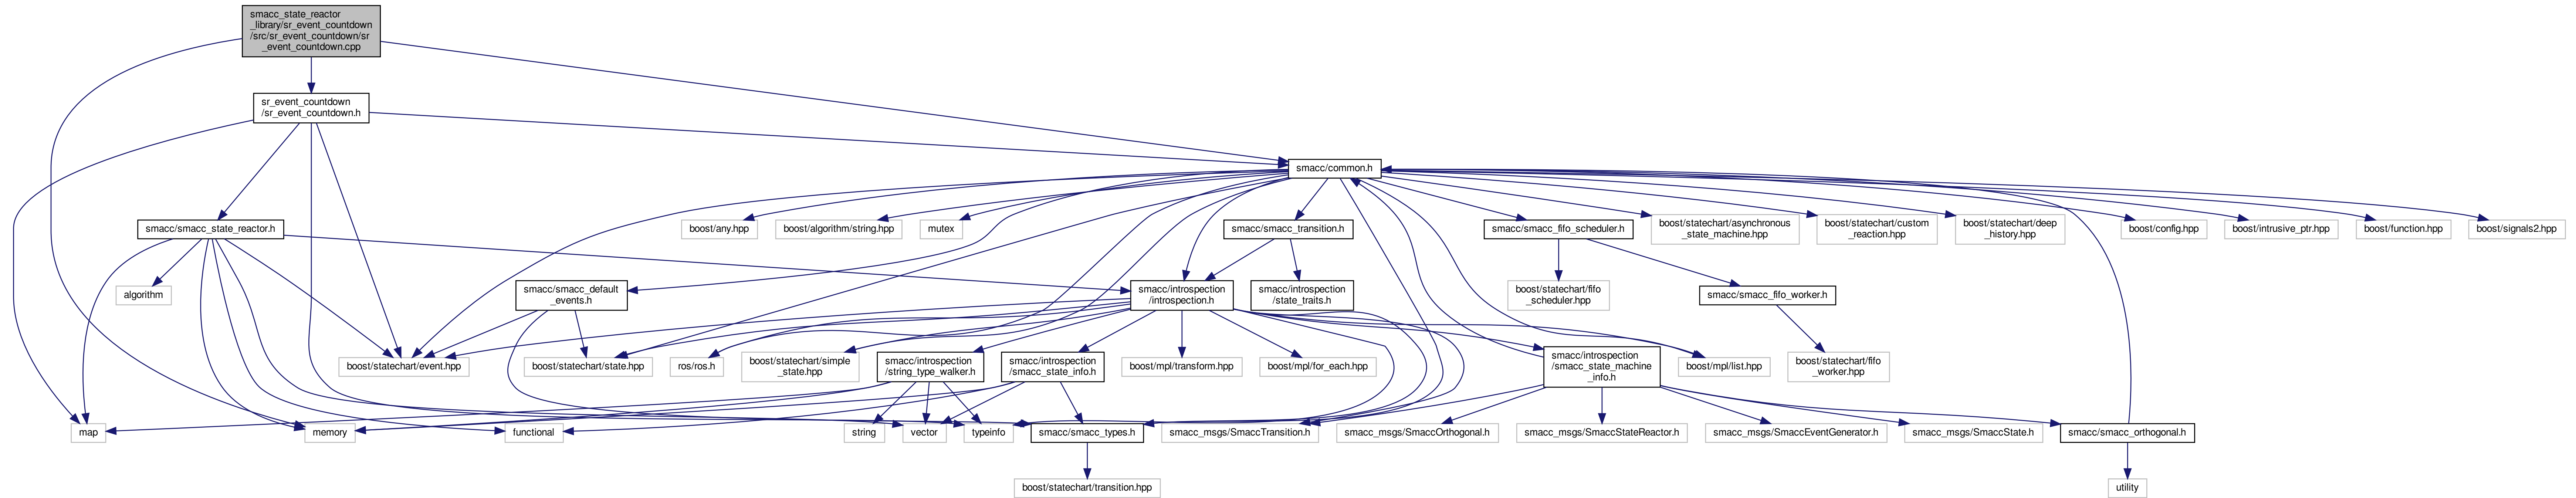 smacc_state_reactor
_library/sr_event_countdown
/src/sr_event_countdown/sr
_event_countdown.cpp
sr_event_countdown
/sr_event_countdown.h
smacc/common.h
smacc/smacc_state_reactor.h
boost/any.hpp
boost/algorithm/string.hpp
mutex
smacc/smacc_transition.h
smacc/smacc_fifo_scheduler.h
boost/statechart/asynchronous
_state_machine.hpp
boost/statechart/custom
_reaction.hpp
boost/statechart/deep
_history.hpp
boost/config.hpp
boost/intrusive_ptr.hpp
boost/function.hpp
boost/signals2.hpp
algorithm
smacc/smacc_default
_events.h
smacc/introspection
/introspection.h
smacc/introspection
/state_traits.h
boost/statechart/fifo
_scheduler.hpp
smacc/smacc_fifo_worker.h
boost/statechart/event.hpp
boost/statechart/state.hpp
ros/ros.h
boost/statechart/simple
_state.hpp
smacc/introspection
/string_type_walker.h
smacc/introspection
/smacc_state_info.h
boost/mpl/transform.hpp
boost/mpl/for_each.hpp
smacc/introspection
/smacc_state_machine
_info.h
boost/mpl/list.hpp
boost/statechart/fifo
_worker.hpp
map
memory
functional
string
vector
typeinfo
smacc/smacc_types.h
smacc_msgs/SmaccTransition.h
smacc_msgs/SmaccOrthogonal.h
smacc_msgs/SmaccStateReactor.h
smacc_msgs/SmaccEventGenerator.h
smacc_msgs/SmaccState.h
smacc/smacc_orthogonal.h
boost/statechart/transition.hpp
utility